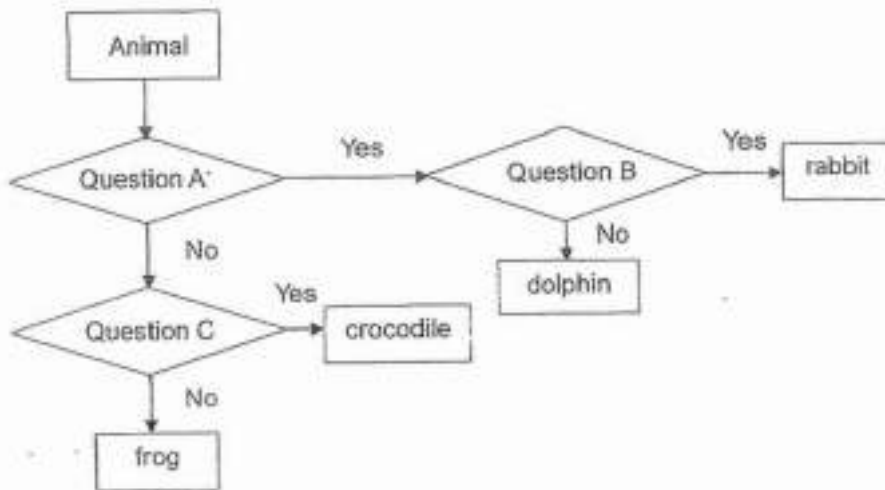 Animal
Question A
Yes
Question B
Yes
rabbit
No
No
dolphin
Question C
Yes
crocodile
No
frog